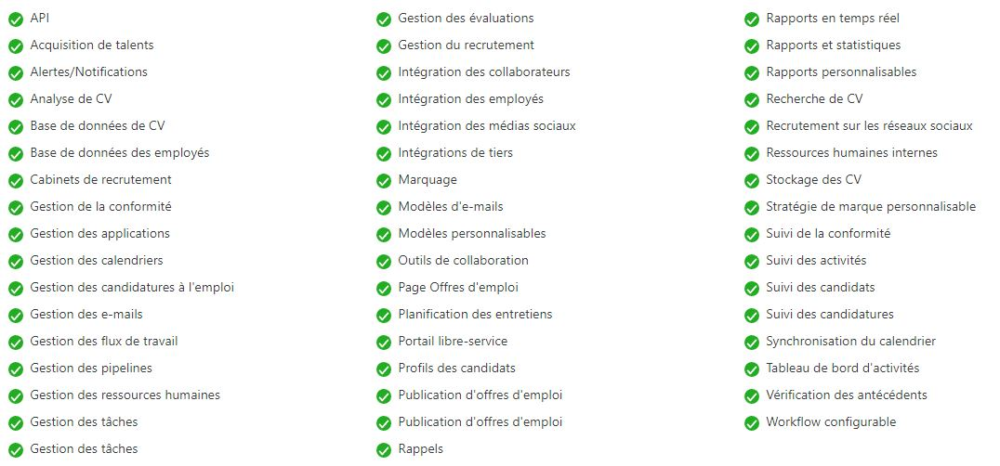 API
Acquisition de talents
Alertes/Notifications
Analyse de CV
Base de données de CV
Base de données des employés
Cabinets de recrutement
Gestion de la conformité
Gestion des applications
Gestion des calendriers
Gestion des candidatures à l'emploi
Gestion des e-mails
Gestion des flux de travail
Gestion des pipelines
Gestion des ressources humaines
Gestion des tâches
Gestion des tâches
Gestion des évaluations
Gestion du recrutement
Intégration des collaborateurs
Intégration des employés
Intégration des médias sociaux
Intégrations de tiers
Marquage
Modèles d'e-mails
Modèles personnalisables
Outils de collaboration
Page Offres d'emploi
Planification des entretiens
Portail libre-service
Profils des candidats
Publication d'offres d'emploi
Publication d'offres d'emploi
Rappels
Rapports en temps réel
Rapports et statistiques
Rapports personnalisables
Recherche de CV
Recrutement sur les réseaux sociaux
Ressources humaines internes
Stockage des CV
Stratégie de marque personnalisable
Suivi de la conformité
Suivi des activités
Suivi des candidats
Suivi des candidatures
Synchronisation du calendrier
Tableau de bord d'activités
Vérification des antécédents
Workflow configurable